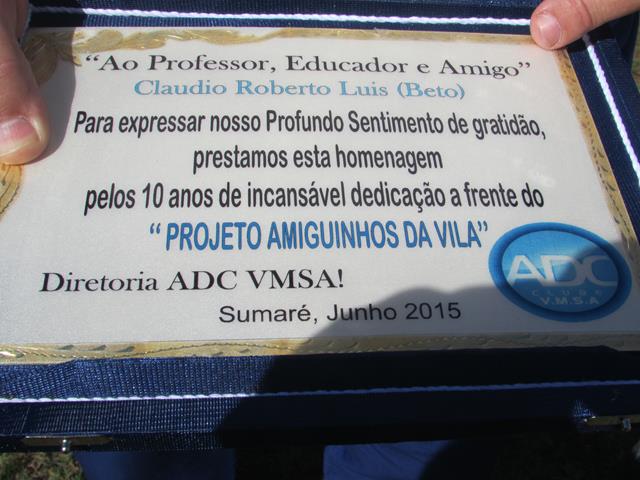 “Ao Professor, Educador e Amigo”
Claudio Roberto Luis (Beto)
Para expressar nosso Profundo Sentimento de gratidão,
prestamos esta homenagem
pelos 10 anos de incansável dedicação a frente do
“ PROJETO AMIGUINHOS DA VILA”
Diretoria ADC VMSA!
Sumaré, Junho 2015
ADC
CLUBE
V.M.S.A